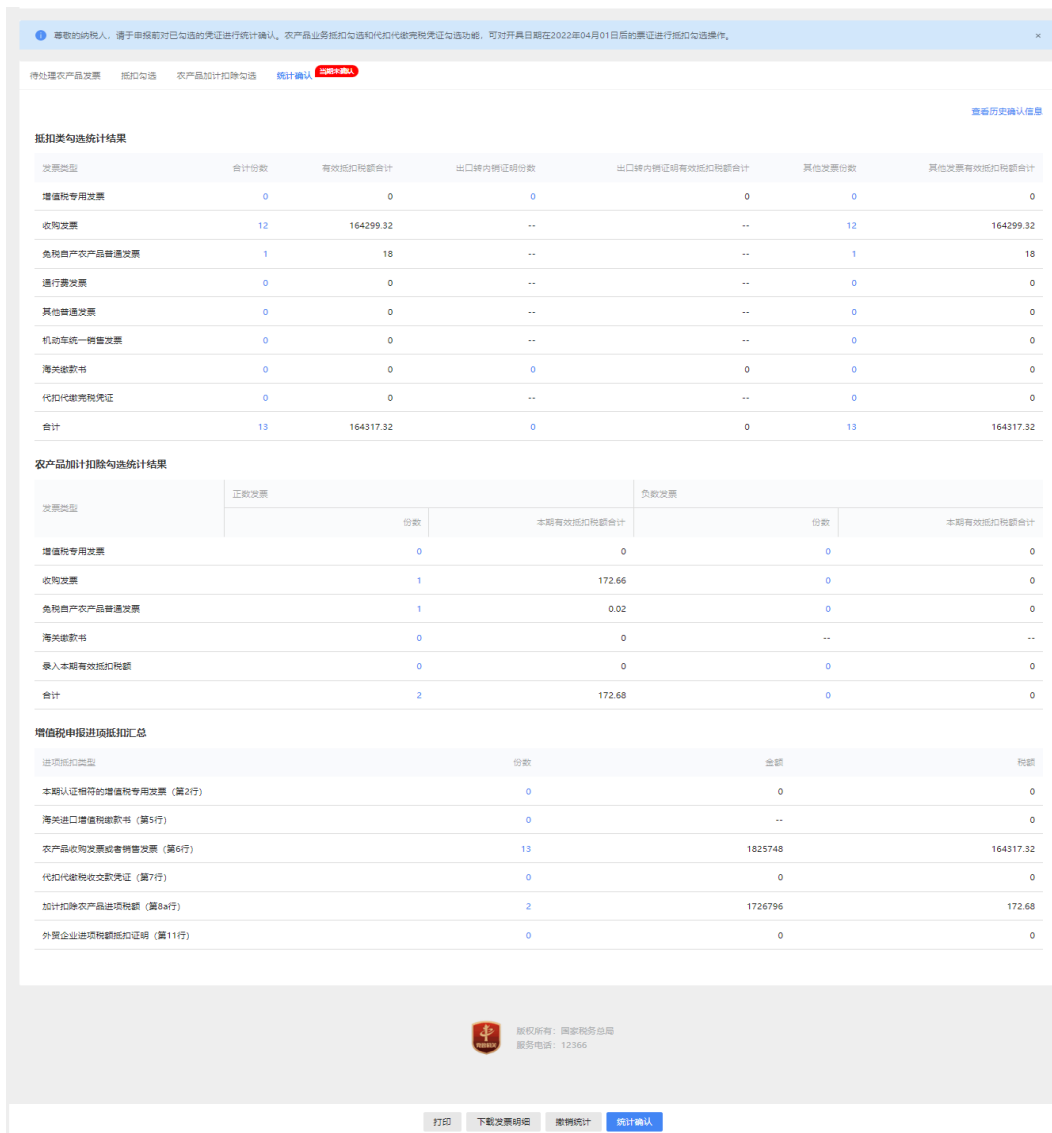 尊敬的纳税人，请于申报前对已勾选的凭证进行统计确认。农产品业务抵扣勾选和代扣代缴完税凭证勾选功能，可对开具日期在2022年04月01日后的票证进行抵扣勾选操作。 ×
待处理农产品发票 抵扣勾选 农产品加计扣除勾选 统计确认 当期未确认
查看历史确认信息
抵扣类勾选统计结果
发票类型 合计份数 有效抵扣税额合计 出口转内销证明份数 出口转内销证明有效抵扣税额合计 其他发票份数 其他发票有效抵扣税额合计
增值税专用发票 0 0 0 0 0 0
收购发票 12 164299.32 -- -- 12 164299.32
免税自产农产品普通发票 1 18 -- -- 1 18
通行费发票 0 0 -- -- 0 0
其他普通发票 0 0 -- -- 0 0
机动车统一销售发票 0 0 -- -- 0 0
海关缴款书 0 0 0 0 0 0
代扣代缴完税凭证 0 0 -- -- 0 0
合计 13 164317.32 0 0 13 164317.32
农产品加计扣除勾选统计结果
发票类型 正数发票 负数发票
份数 本期有效抵扣税额合计 份数 本期有效抵扣税额合计
增值税专用发票 0 0 0 0
收购发票 1 172.66 0 0
免税自产农产品普通发票 1 0.02 0 0
海关缴款书 0 0 -- --
录入本期有效抵扣税额 0 0 0 0
合计 2 172.68 0 0
增值税申报进项抵扣汇总
进项抵扣类型 份数 金额 税额
本期认证相符的增值税专用发票（第2行） 0 0 0
海关进口增值税缴款书（第5行） 0 -- 0
农产品收购发票或者销售发票（第6行） 13 1825748 164317.32
代扣代缴税收交款凭证（第7行） 0 0 0
加计扣除农产品进项税额（第8a行） 2 1726796 172.68
外贸企业进项税额抵扣证明（第11行） 0 0 0
版权所有：国家税务总局
党政机关
服务电话：12366
打印 下载发票明细 撤销统计 统计确认